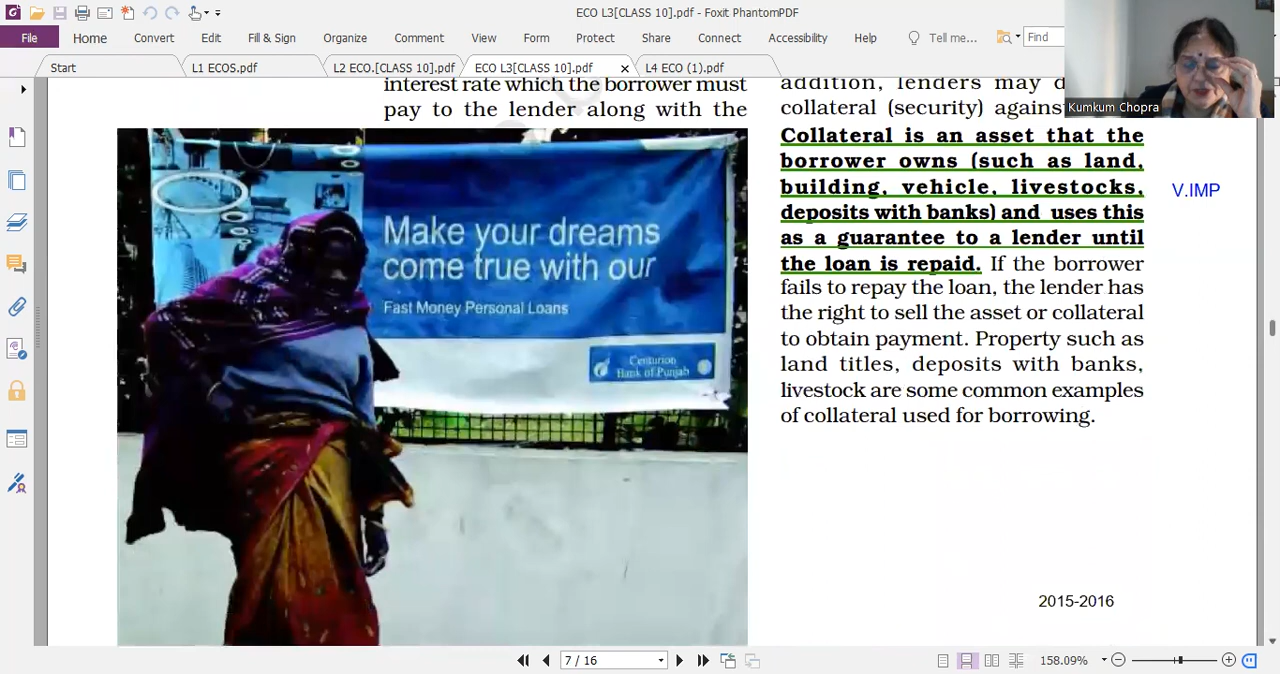 ECO L3[CLASS 10].pdf - Foxit PhantomPDF
File Home Convert Edit Fill & Sign Organize Comment View Form Protect Share Connect Accessibility Help Tell me... Find
Start L1 ECOS.pdf L2 ECO.[CLASS 10].pdf ECO L3[CLASS 10].pdf L4 ECO (1).pdf
Kumkum Chopra
interest rate which the borrower must
pay to the lender along with the
Make your dreams
come true with our
Fast Money Personal Loans
Centurion
Bank of Punjab
addition, lenders may
collateral (security) against
Collateral is an asset that the
borrower owns (such as land,
building, vehicle, livestocks,
deposits with banks) and uses this
as a guarantee to a lender until
the loan is repaid. If the borrower
fails to repay the loan, the lender has
the right to sell the asset or collateral
to obtain payment. Property such as
land titles, deposits with banks,
livestock are some common examples
of collateral used for borrowing.
V.IMP
2015-2016
7 / 16
158.09%